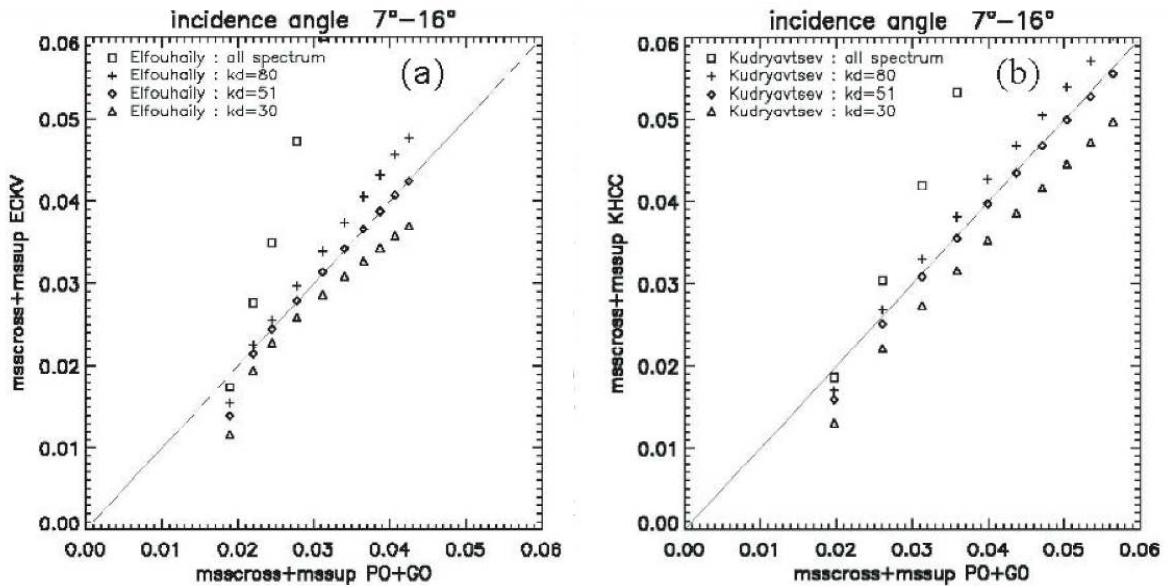 incidence angle 7°-16°
0.06
0.05
0.04
0.03
0.02
0.01
0.00
msscross+mssup ECKV
Elfouhaily : all spectrum
Elfouhaily : kd=80
Elfouhaily : kd=51
Elfouhaily : kd=30
(a)
0.00 0.01 0.02 0.03 0.04 0.05 0.06
msscross+mssup PO+GO
incidence angle 7°-16°
0.06
0.05
0.04
0.03
0.02
0.01
0.00
msscross+mssup KHCC
Kudryavtsev : all spectrum
Kudryavtsev : kd=80
Kudryavtsev : kd=51
Kudryavtsev : kd=30
(b)
0.00 0.01 0.02 0.03 0.04 0.05 0.06
msscross+mssup PO+GO